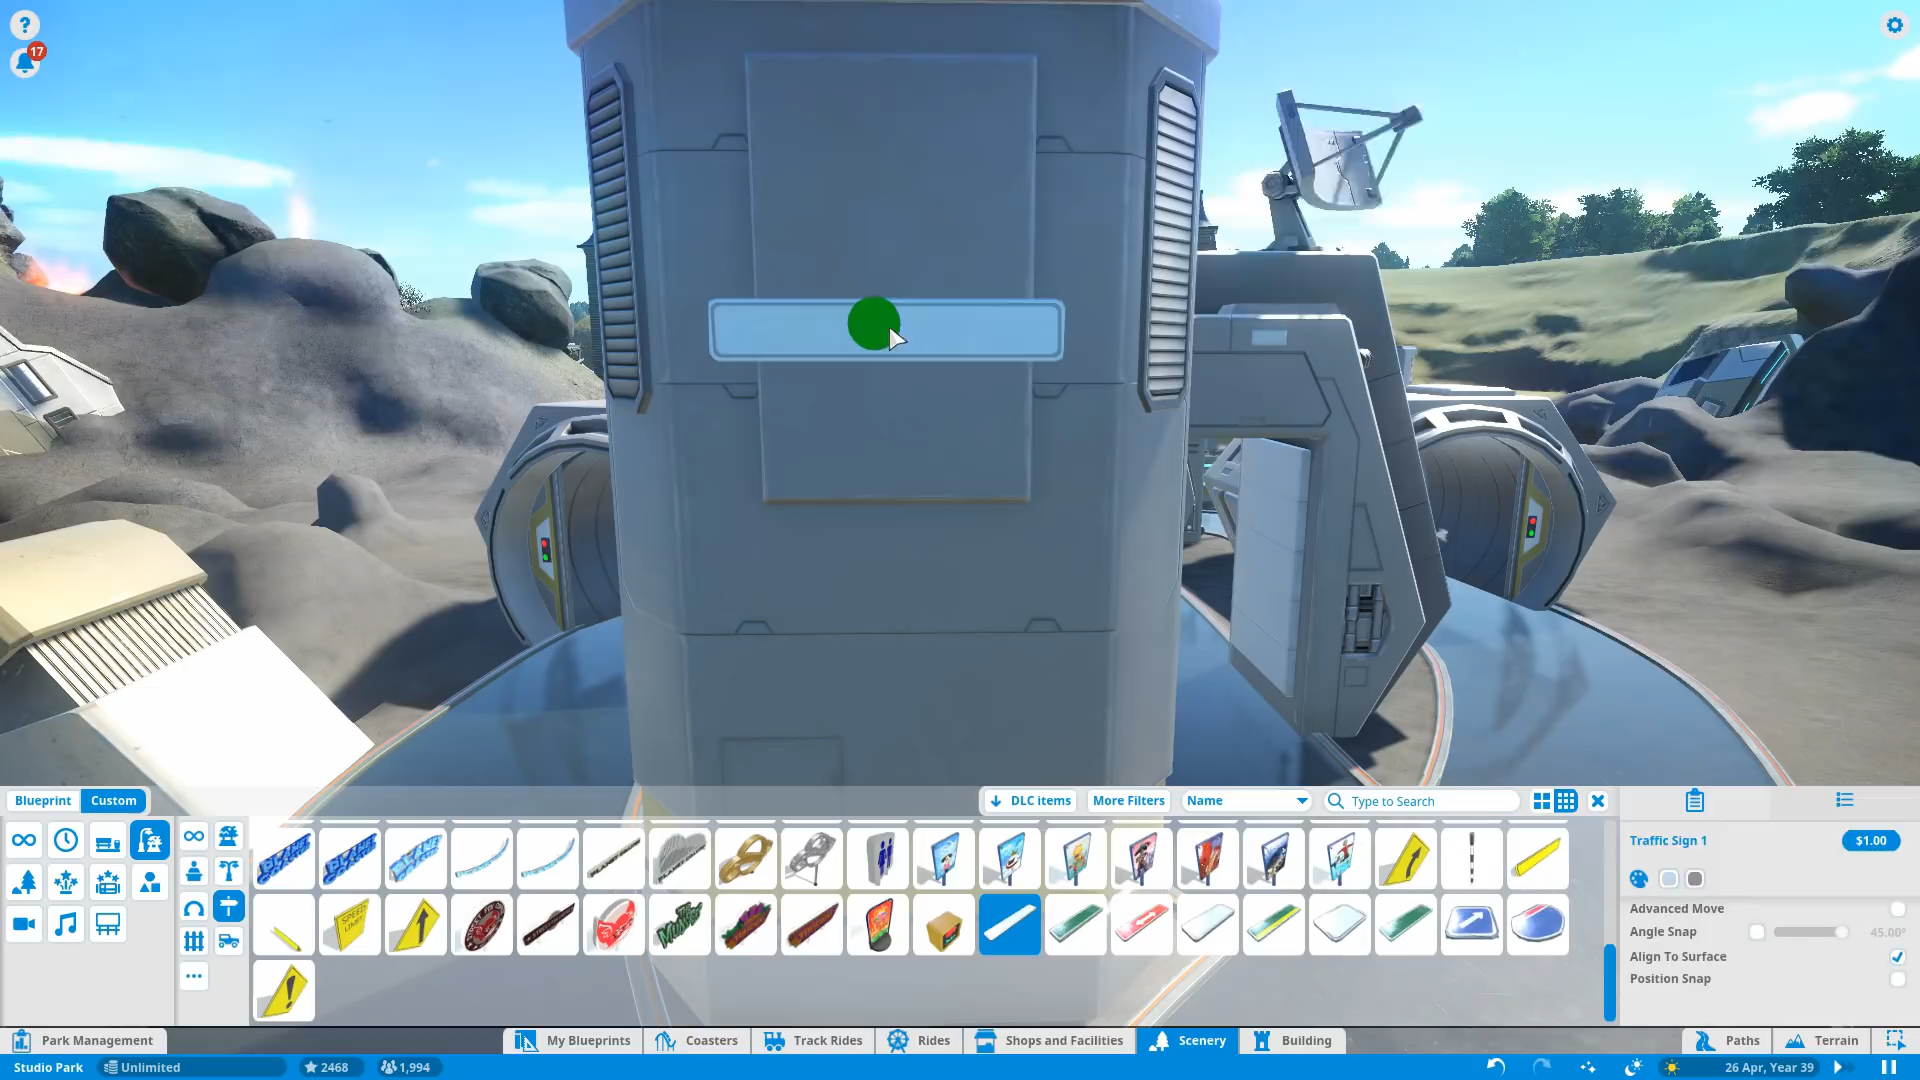 ?
17
Blueprint
Custom
DLC items
More Filters
Name
Type to Search
Traffic Sign 1
$1.00
Advanced Move
Angle Snap
45.00°
Align To Surface
Position Snap
SPEED LIMIT
Park Management
My Blueprints
Coasters
Track Rides
Rides
Shops and Facilities
Scenery
Building
Paths
Terrain
Studio Park
Unlimited
2468
1,994
26 Apr, Year 39